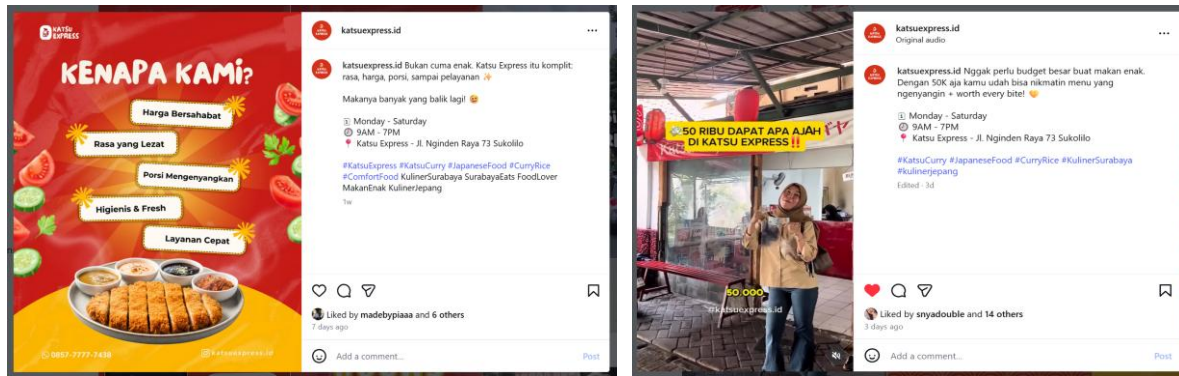 KATSU
EXPRESS
KENAPA KAMI?
Harga Bersahabat
Rasa yang Lezat
Porsi Mengenyangkan
Higienis & Fresh
Layanan Cepat
0857-7777-7438
katsuexpress.id
katsuexpress.id
katsuexpress.id Bukan cuma enak. Katsu Express itu komplit:
rasa, harga, porsi, sampai pelayanan
Makanya banyak yang balik lagi!
Monday - Saturday
9AM - 7PM
Katsu Express - Jl. Nginden Raya 73 Sukolilo
#KatsuExpress #KatsuCurry #JapaneseFood #CurryRice
#ComfortFood KulinerSurabaya SurabayaEats FoodLover
MakanEnak KulinerJepang
1w
Liked by madebypiaaa and 6 others
7 days ago
Add a comment...
Post
50 RIBU DAPAT APA AJAH
DI KATSU EXPRESS!!
50.000
#katsuexpress.id
katsuexpress.id
Original audio
katsuexpress.id Nggak perlu budget besar buat makan enak.
Dengan 50K aja kamu udah bisa nikmatin menu yang
ngenyangin + worth every bite!
Monday - Saturday
9AM - 7PM
Katsu Express - Jl. Nginden Raya 73 Sukolilo
#KatsuCurry #JapaneseFood #CurryRice #KulinerSurabaya
#kulinerjepang
Edited · 3d
Liked by snyadouble and 14 others
3 days ago
Add a comment...
Post